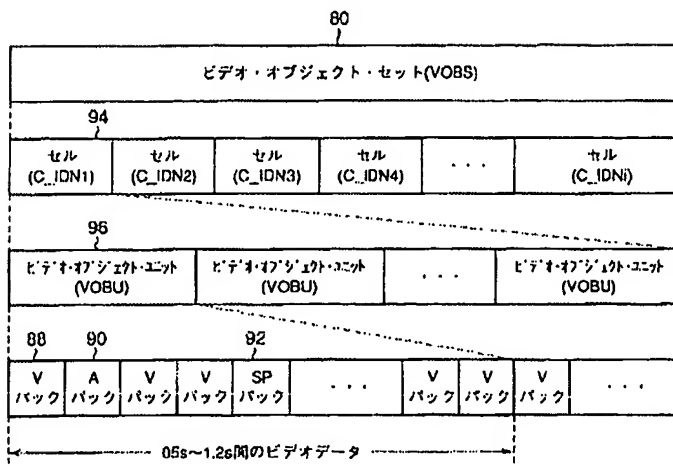 80
ビデオ・オブジェクト・セット(VOBS)
94
セル セル セル セル セル
(C_IDN1) (C_IDN2) (C_IDN3) (C_IDN4) ・・・ (C_IDNi)
96
ビデオ・オブジェクト・ユニット ビデオ・オブジェクト・ユニット ビデオ・オブジェクト・ユニット
(VOBU) (VOBU) ・・・ (VOBU)
88 90 92
V A V V SP V V V
パック パック パック パック パック ・・・ パック パック パック ・・・
05s~1.2s間のビデオデータ